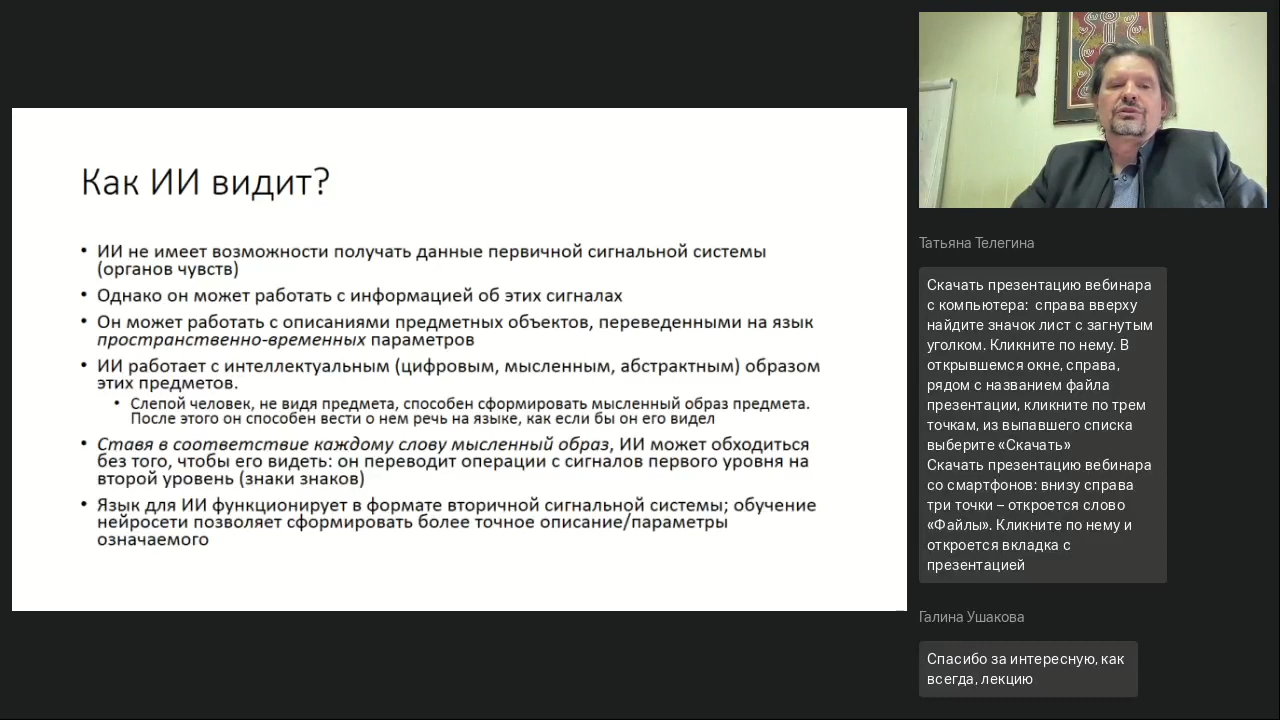 Как ИИ видит?
• ИИ не имеет возможности получать данные первичной сигнальной системы
(органов чувств)
• Однако он может работать с информацией об этих сигналах
• Он может работать с описаниями предметных объектов, переведенными на язык
пространственно-временных параметров
• ИИ работает с интеллектуальным (цифровым, мысленным, абстрактным) образом
этих предметов.
• Слепой человек, не видя предмета, способен сформировать мысленный образ предмета.
После этого он способен вести о нем речь на языке, как если бы он его видел
• Ставя в соответствие каждому слову мысленный образ, ИИ может обходиться
без того, чтобы его видеть: он переводит операции с сигналов первого уровня на
второй уровень (знаки знаков)
• Язык для ИИ функционирует в формате вторичной сигнальной системы; обучение
нейросети позволяет сформировать более точное описание/параметры
означаемого
Татьяна Телегина
Скачать презентацию вебинара
с компьютера: справа вверху
найдите значок лист с загнутым
уголком. Кликните по нему. В
открывшемся окне, справа,
рядом с названием файла
презентации, кликните по трем
точкам, из выпавшего списка
выберите «Скачать»
Скачать презентацию вебинара
со смартфонов: внизу справа
три точки – откроется слово
«Файлы». Кликните по нему и
откроется вкладка с
презентацией
Галина Ушакова
Спасибо за интересную, как
всегда, лекцию